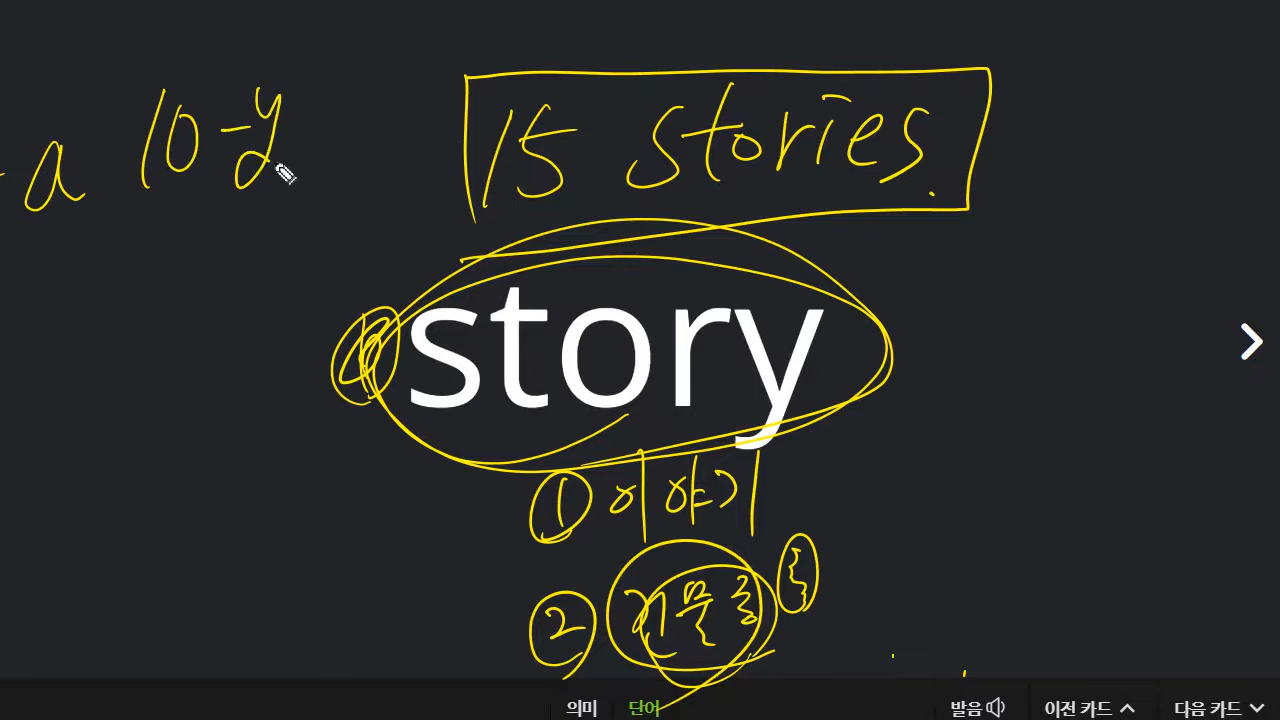 a 10-y
15 stories.
story
① 이야기
② 건물 층
의미 단어 발음 이전 카드 다음 카드